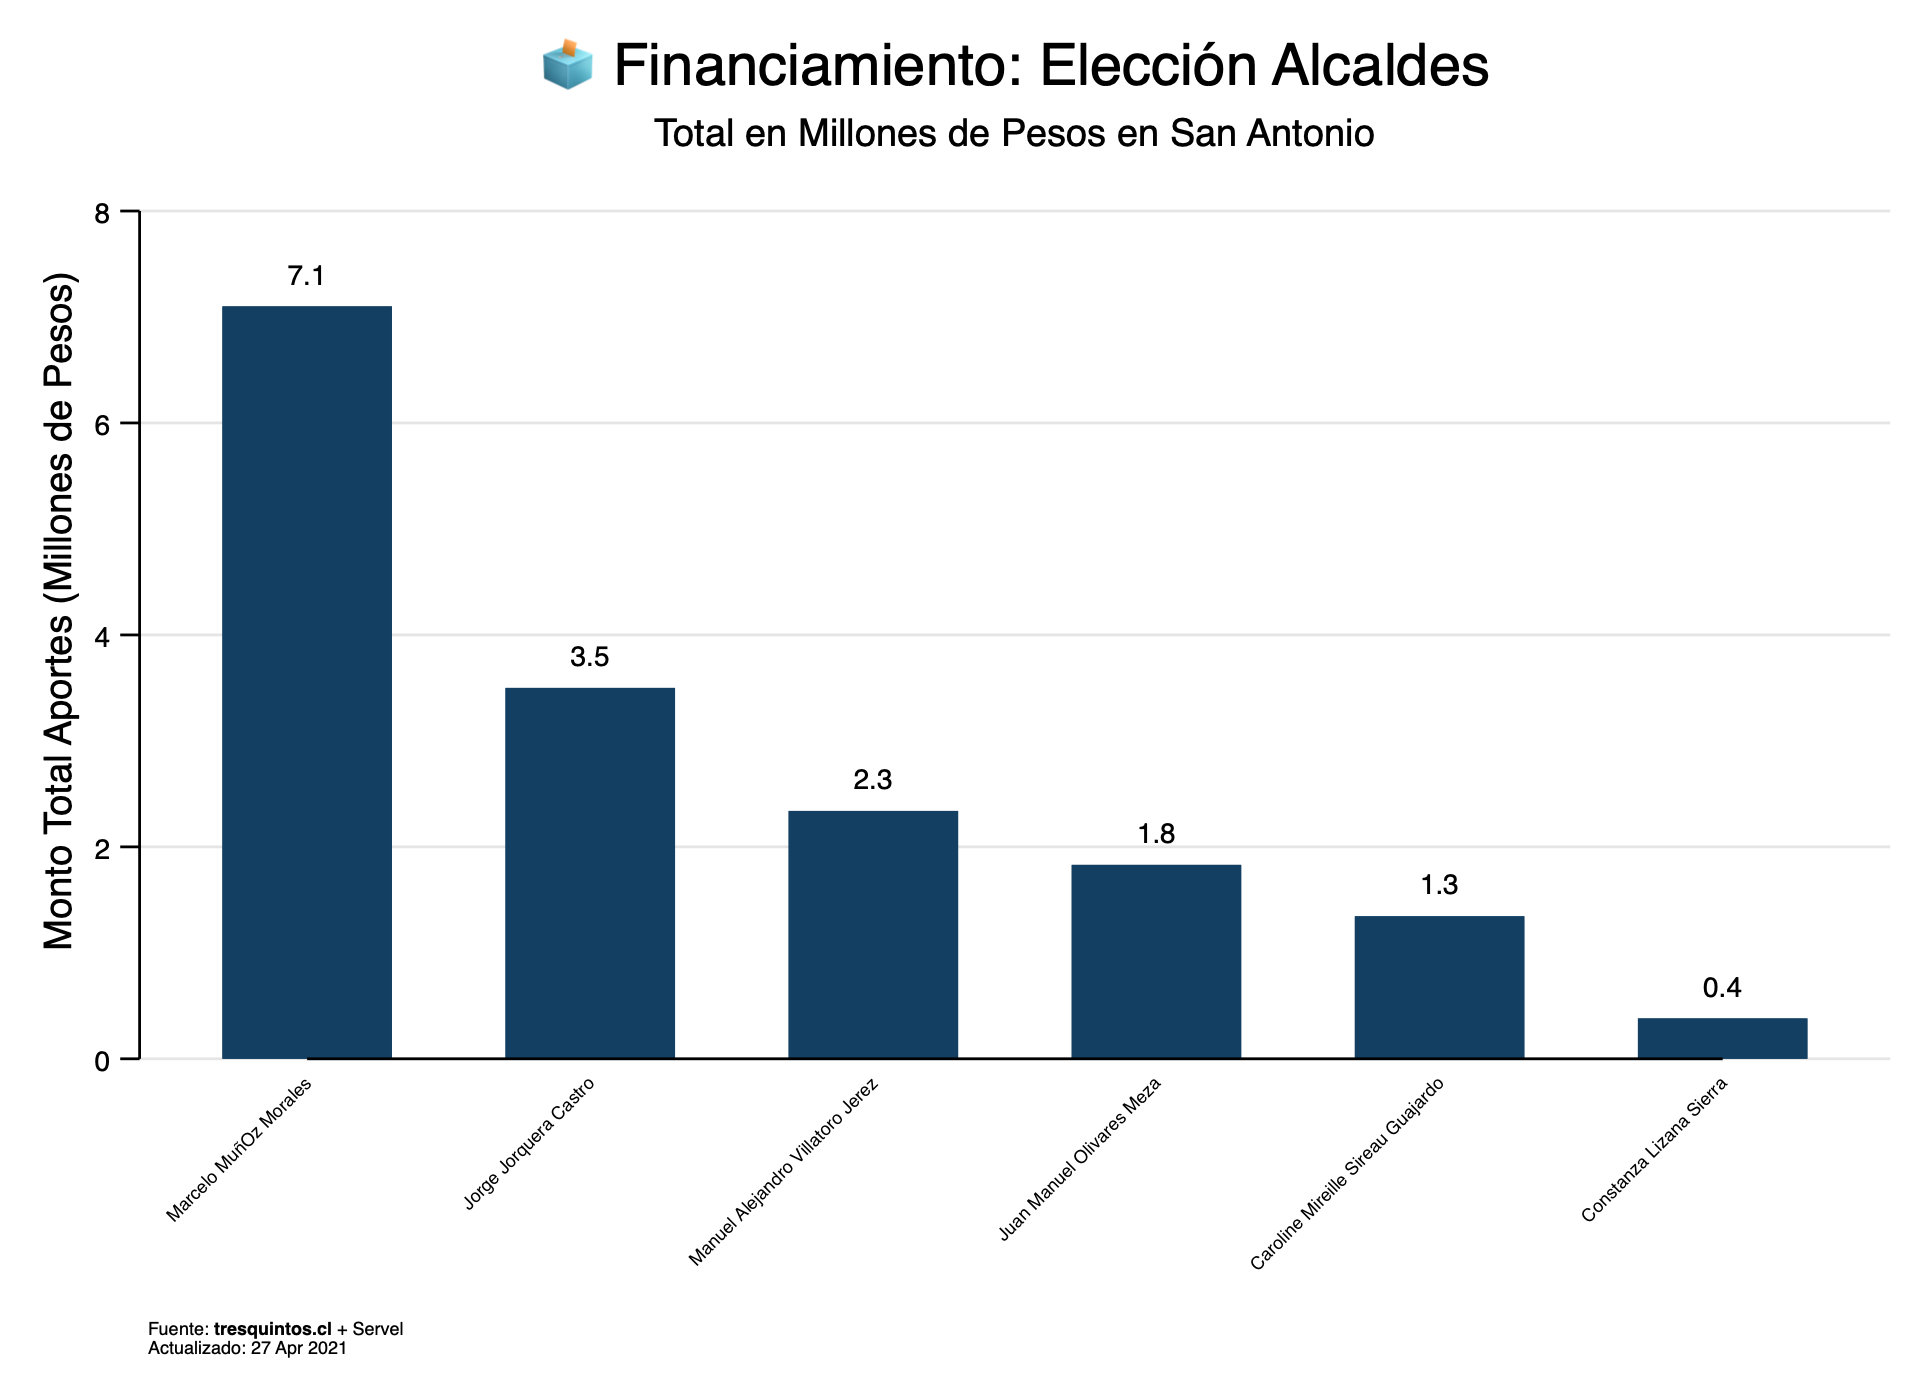 Financiamiento: Elección Alcaldes
Total en Millones de Pesos en San Antonio
Monto Total Aportes (Millones de Pesos)
8
6
4
2
0
7.1
3.5
2.3
1.8
1.3
0.4
Marcelo MuñOz Morales
Jorge Jorquera Castro
Manuel Alejandro Villatoro Jerez
Juan Manuel Olivares Meza
Caroline Mireille Sireau Guajardo
Constanza Lizana Sierra
Fuente: tresquintos.cl + Servel
Actualizado: 27 Apr 2021